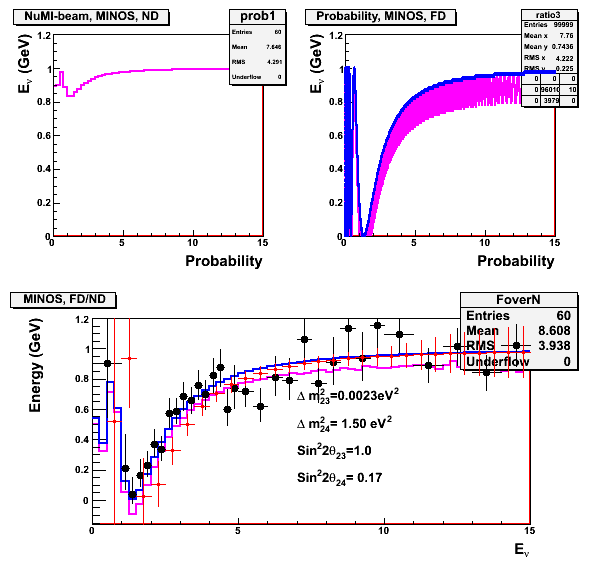 NuMI-beam, MINOS, ND
prob1
Entries 60
Mean 7.646
RMS 4.291
Underflow 0
Eν (GeV)
1.2
1
0.8
0.6
0.4
0.2
0
0 5 10 15
Probability
Probability, MINOS, FD
ratio3
Entries 99999
Mean x 7.76
Mean y 0.7436
RMS x 4.222
RMS y 0.225
0 0 0
0 96010 10
0 3979 0
Eν (GeV)
1.2
1
0.8
0.6
0.4
0.2
0
0 5 10 15
Probability
MINOS, FD/ND
FoverN
Entries 60
Mean 8.608
RMS 3.938
Underflow 0
Energy (GeV)
1.2
1
0.8
0.6
0.4
0.2
0
Δ m²₂₃=0.0023eV²
Δ m²₂₄= 1.50 eV²
Sin²2θ₂₃=1.0
Sin²2θ₂₄= 0.17
0 5 10 15
Eν